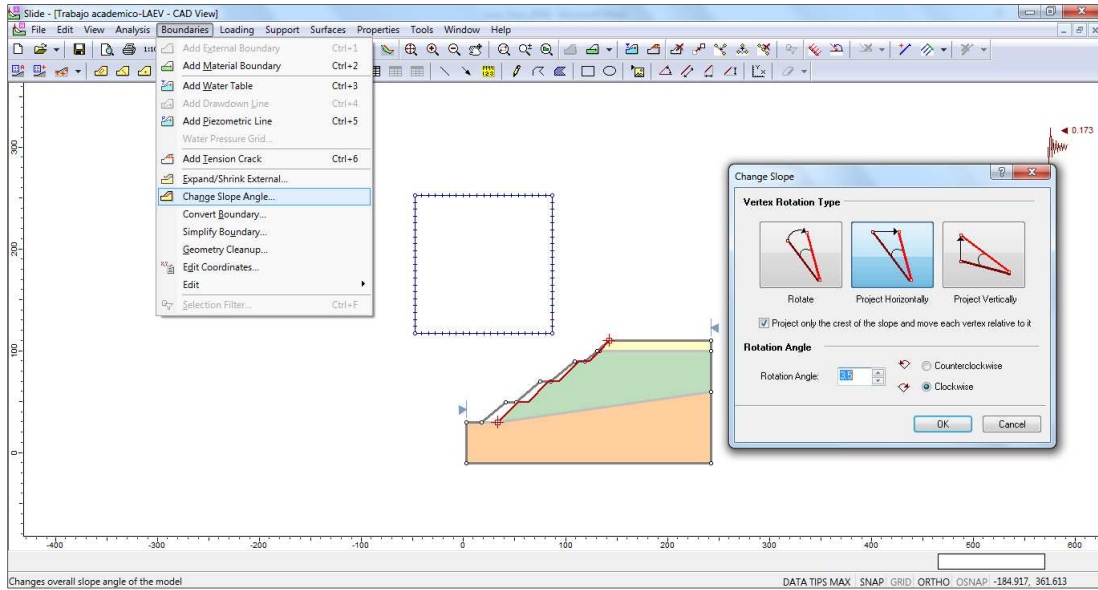 Slide - [Trabajo academico-LAEV - CAD View]
File Edit View Analysis Boundaries Loading Support Surfaces Properties Tools Window Help
Add External Boundary Ctrl+1
Add Material Boundary Ctrl+2
Add Water Table Ctrl+3
Add Drawdown Line Ctrl+4
Add Piezometric Line Ctrl+5
Water Pressure Grid...
Add Tension Crack Ctrl+6
Expand/Shrink External...
Change Slope Angle...
Convert Boundary...
Simplify Boundary...
Geometry Cleanup...
Edit Coordinates...
Edit
Selection Filter... Ctrl+F
0.173
Change Slope
Vertex Rotation Type
Rotate Project Horizontally Project Vertically
Project only the crest of the slope and move each vertex relative to it
Rotation Angle
Rotation Angle: 3.5
Counterclockwise
Clockwise
OK Cancel
300
200
100
0
-400 -300 -200 -100 0 100 200 300 400 500 600
Changes overall slope angle of the model
DATA TIPS MAX SNAP GRID ORTHO OSNAP -184.917, 361.613